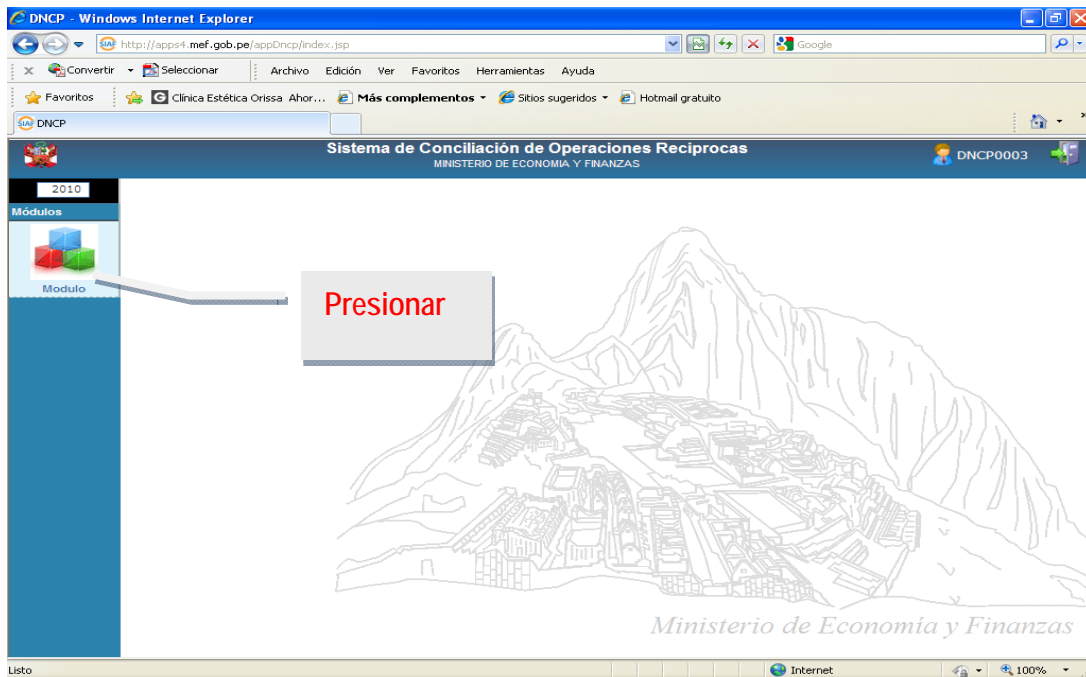 DNCP - Windows Internet Explorer
http://apps4.mef.gob.pe/appDncp/index.jsp
Google
Convertir Seleccionar Archivo Edición Ver Favoritos Herramientas Ayuda
Favoritos Clínica Estética Orissa Ahor... Más complementos Sitios sugeridos Hotmail gratuito
DNCP
Sistema de Conciliación de Operaciones Reciprocas
MINISTERIO DE ECONOMIA Y FINANZAS
DNCP0003
2010
Módulos
Modulo
Presionar
Ministerio de Economía y Finanzas
Listo Internet 100%